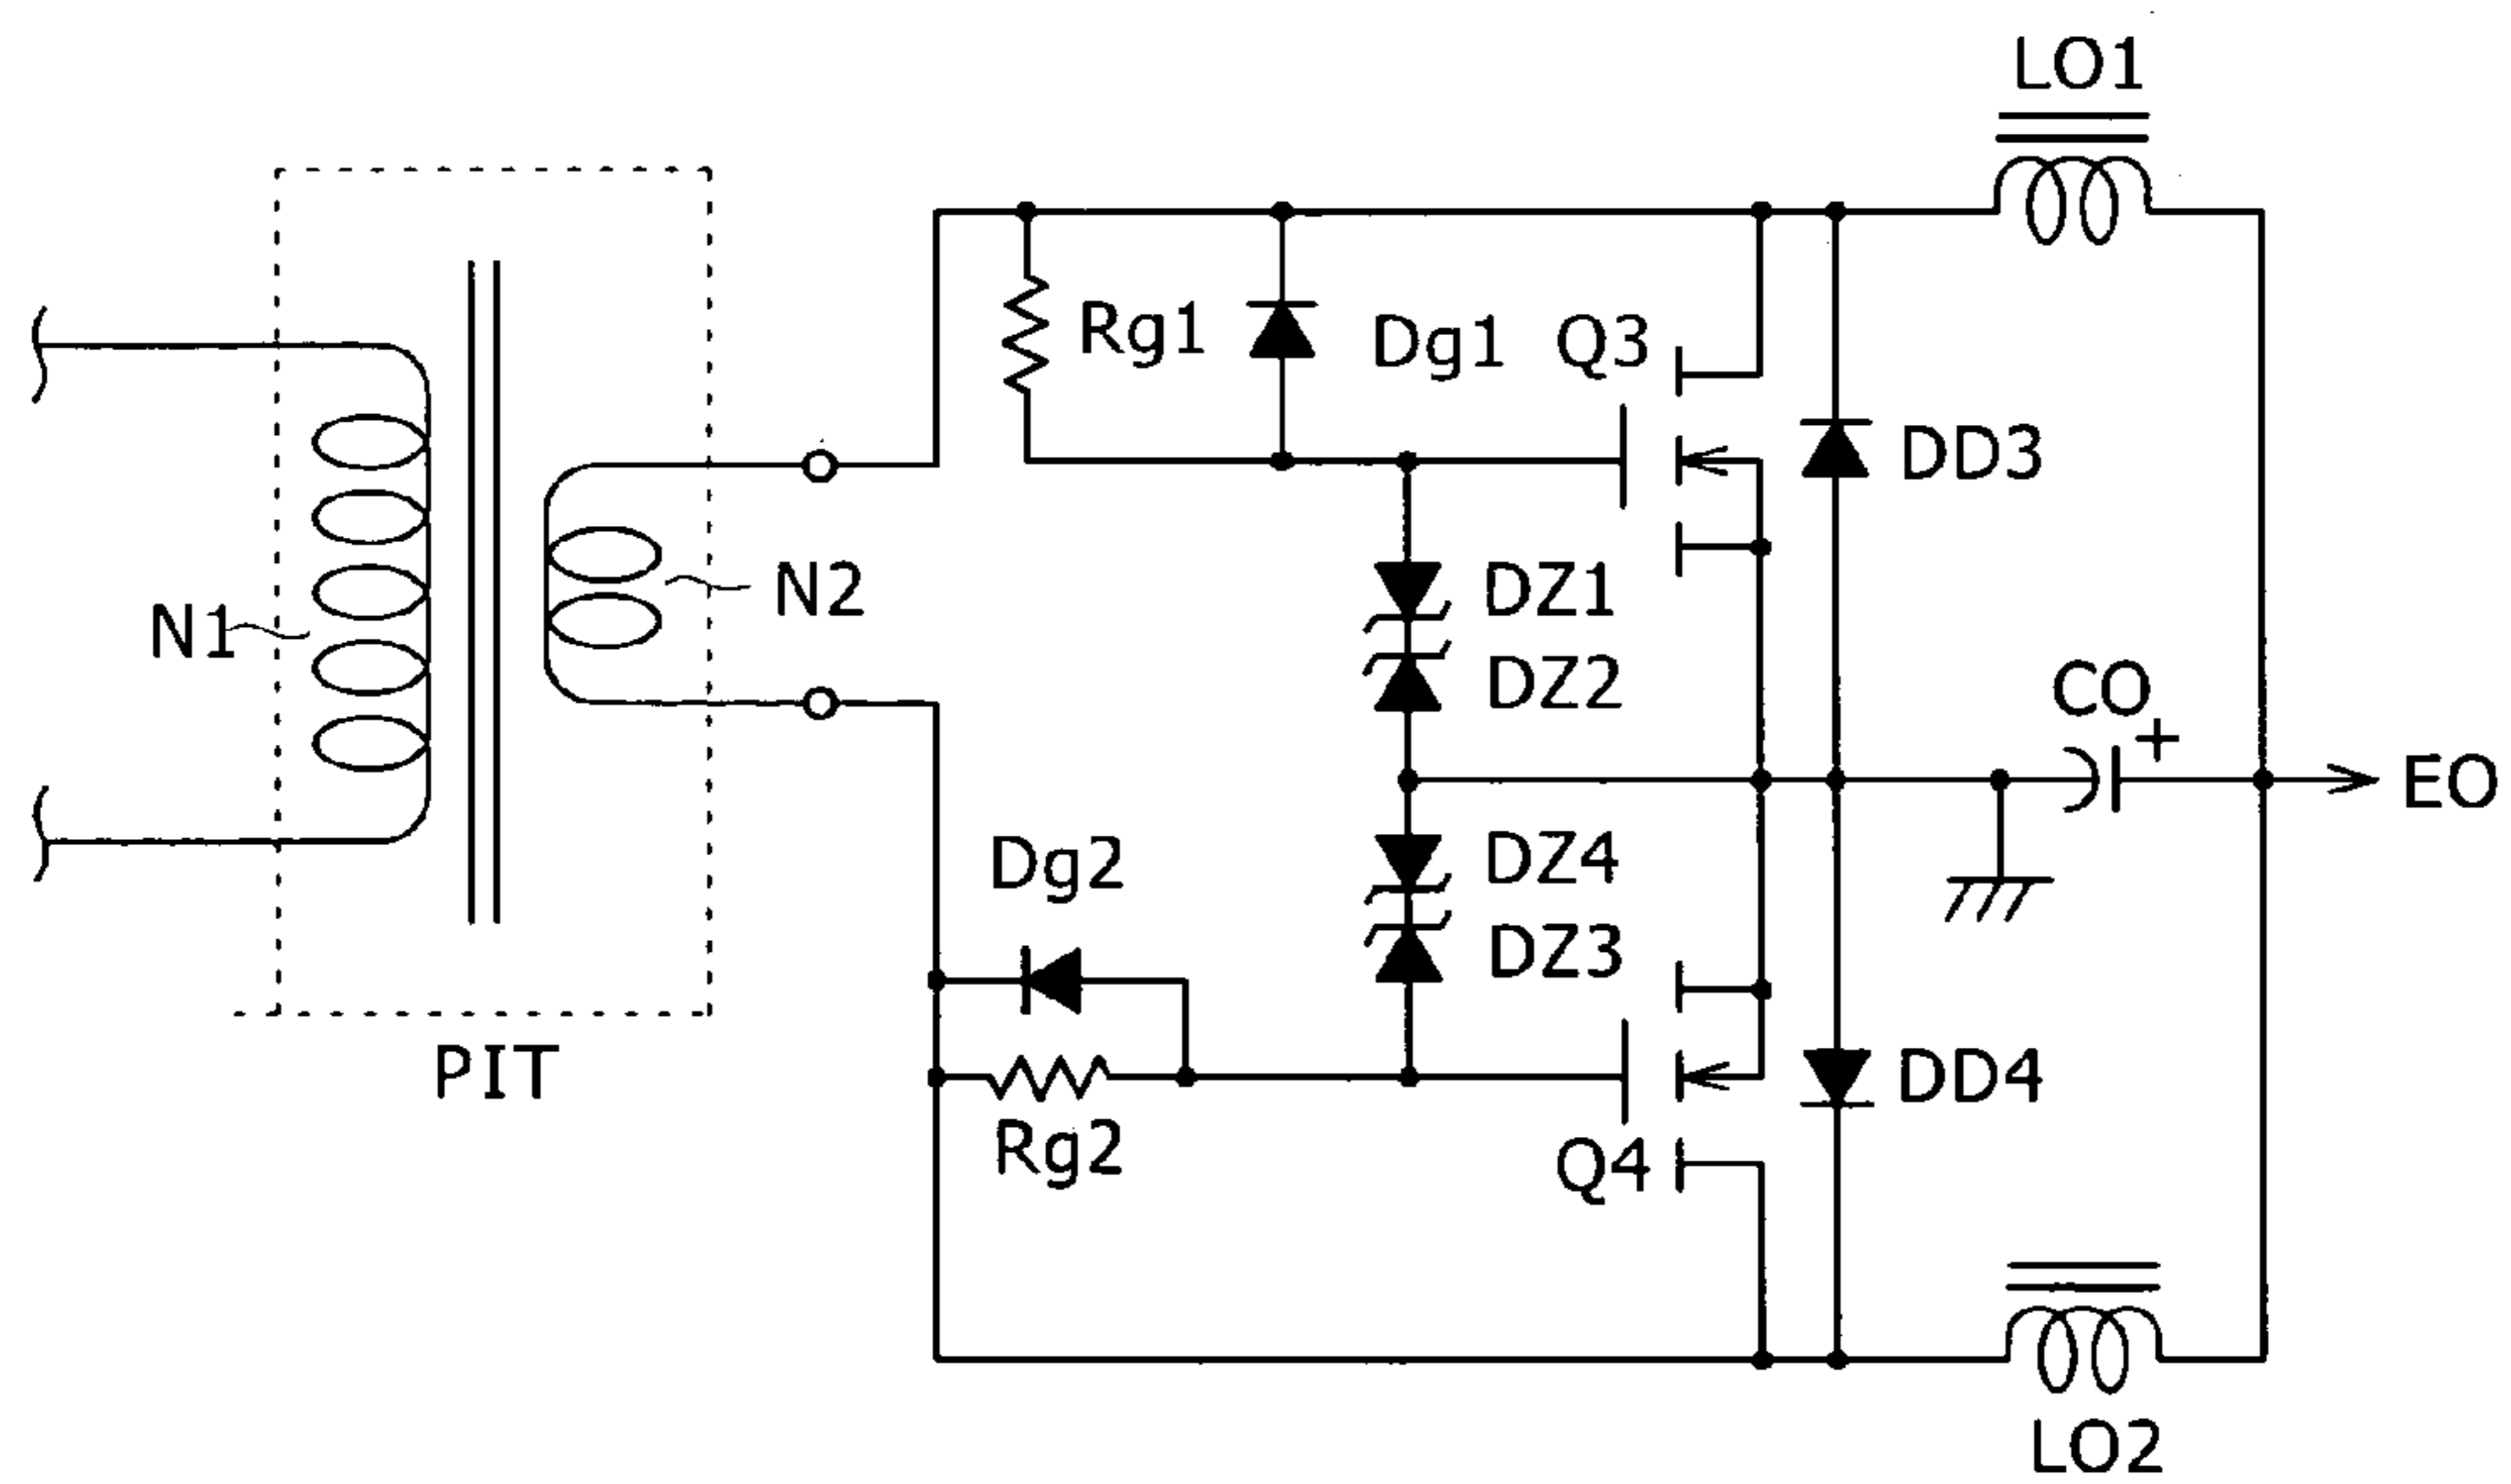 LO1
Rg1
Dg1
Q3
DD3
N1
N2
DZ1
DZ2
CO
+
EO
Dg2
DZ4
DZ3
PIT
Rg2
Q4
DD4
LO2